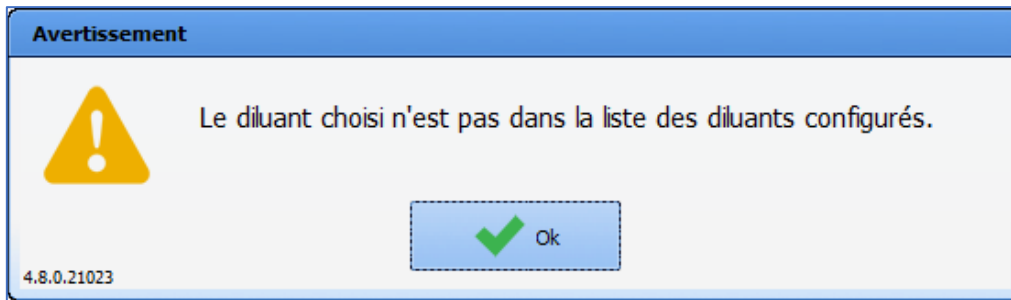 Avertissement
Le diluant choisi n'est pas dans la liste des diluants configurés.
Ok
4.8.0.21023